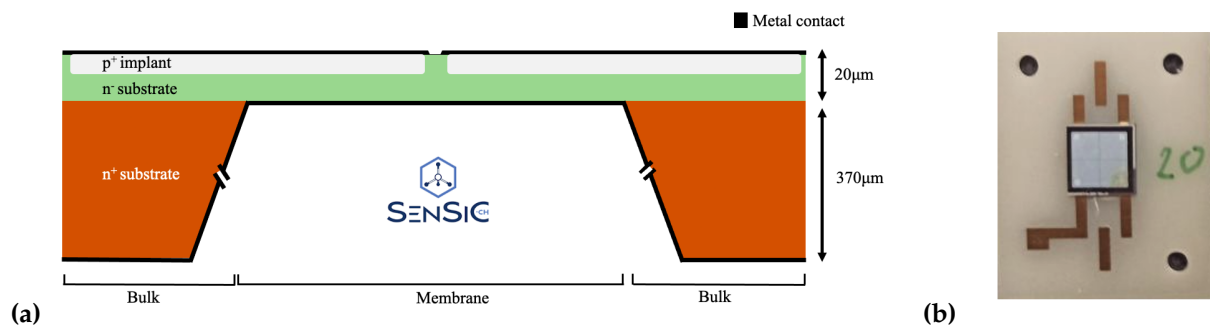 Metal contact
p+ implant
n- substrate
20μm
n+ substrate
370μm
SENSiC
-CH
Bulk
Membrane
Bulk
(a)
20
(b)